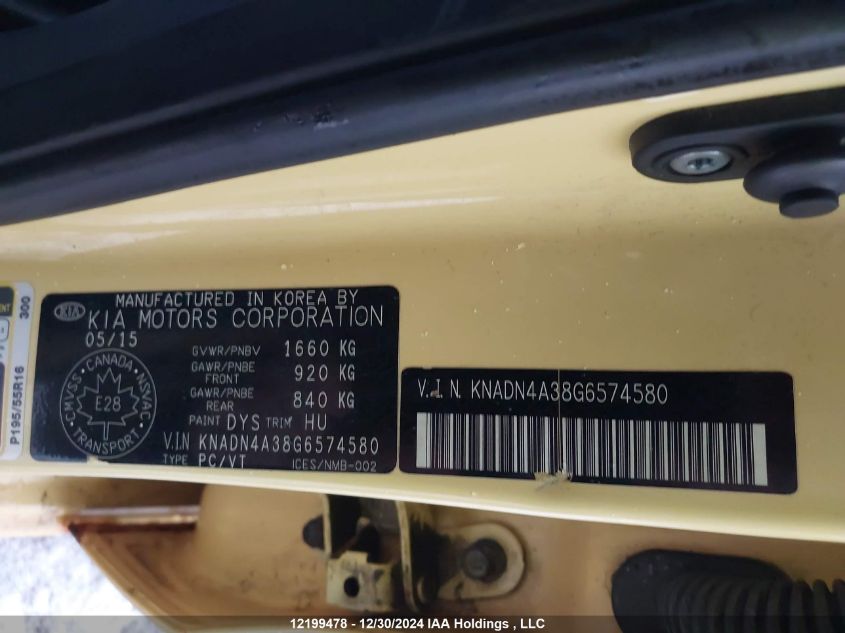 300
P195/55R16
KIA
MANUFACTURED IN KOREA BY
KIA MOTORS CORPORATION
05/15
GVWR/PNBV 1660 KG
GAWR/PNBE FRONT 920 KG
GAWR/PNBE REAR 840 KG
PAINT DYS TRIM HU
V.I.N KNADN4A38G6574580
TYPE PC/VT ICES/NMB-002
CMVSS · CANADA · NSVAC
E28
TRANSPORT
V.I.N. KNADN4A38G6574580
12199478 - 12/30/2024 IAA Holdings , LLC